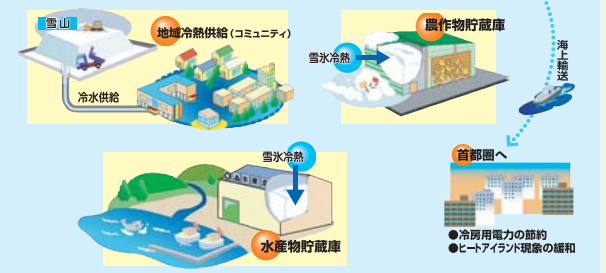 雪山
地域冷熱供給（コミュニティ）
冷水供給
農作物貯蔵庫
雪氷冷熱
海上輸送
雪氷冷熱
水産物貯蔵庫
首都圏へ
●冷房用電力の節約
●ヒートアイランド現象の緩和